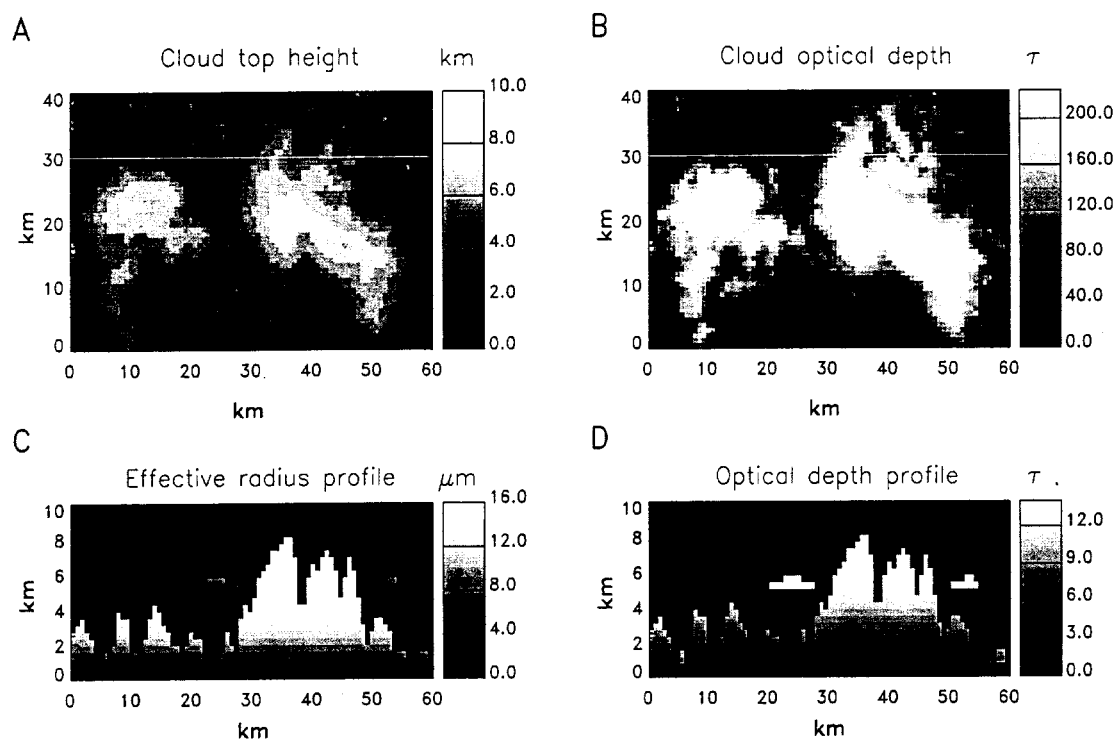 A
Cloud top height
km
10.0
8.0
6.0
4.0
2.0
0.0
40
30
20
10
0
km
0 10 20 30 40 50 60
km
B
Cloud optical depth
τ
200.0
160.0
120.0
80.0
40.0
0.0
40
30
20
10
0
km
0 10 20 30 40 50 60
km
C
Effective radius profile
μm
16.0
12.0
8.0
4.0
0.0
10
8
6
4
2
0
km
0 10 20 30 40 50 60
km
D
Optical depth profile
τ
12.0
9.0
6.0
3.0
0.0
10
8
6
4
2
0
km
0 10 20 30 40 50 60
km